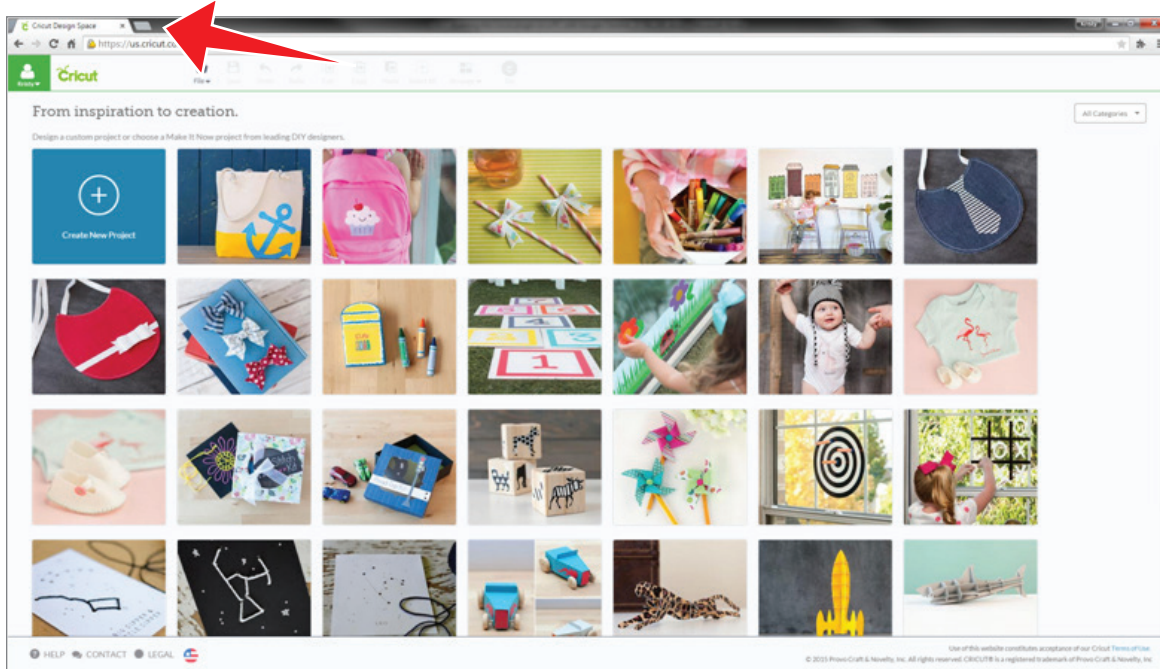 Cricut Design Space
https://us.cricut.c
Kristy
Cricut
File
From inspiration to creation.
All Categories
Design a custom project or choose a Make It Now project from leading DIY designers.
Create New Project
1
HELP
CONTACT
LEGAL
Use of this website constitutes acceptance of our Cricut Terms of Use
© 2015 Provo Craft & Novelty, Inc. All rights reserved. CRICUT® is a registered trademark of Provo Craft & Novelty, Inc